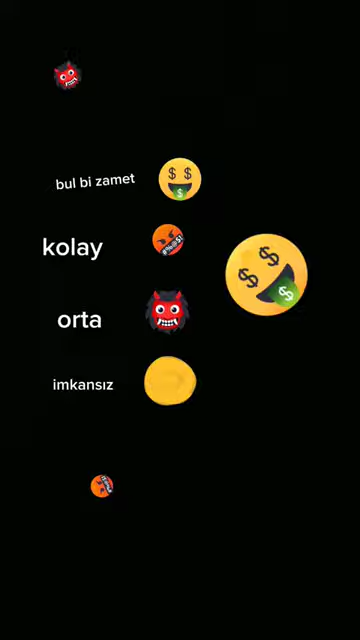 bul bi zamet
kolay
#%@$!
orta
imkansız